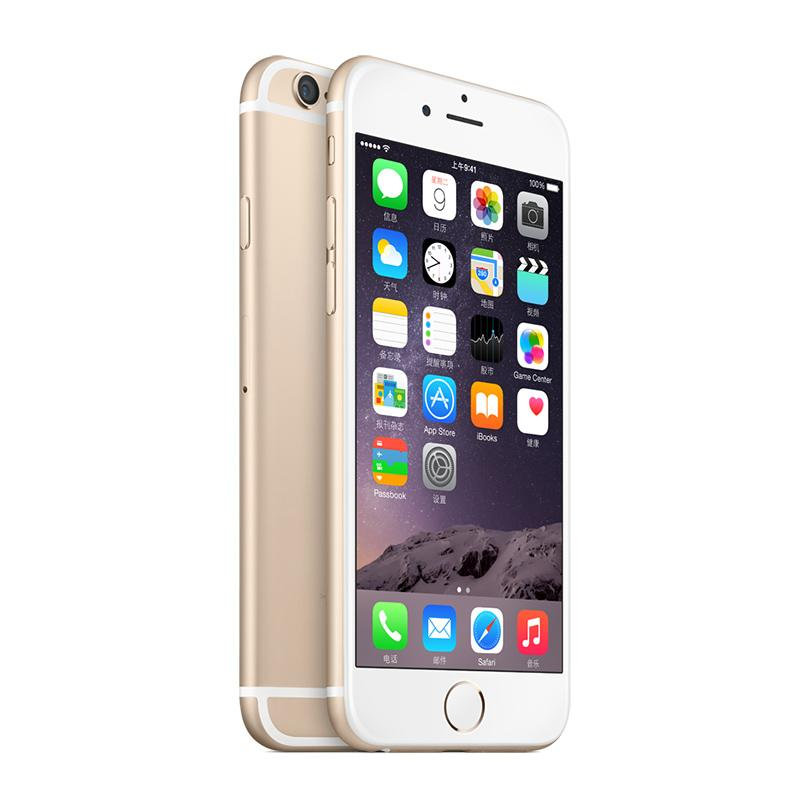 上午9:41
100%
星期二
9
信息
日历
照片
相机
280
天气
时钟
地图
视频
备忘录
提醒事项
股市
Game Center
报刊杂志
App Store
iBooks
健康
Passbook
设置
电话
邮件
Safari
音乐